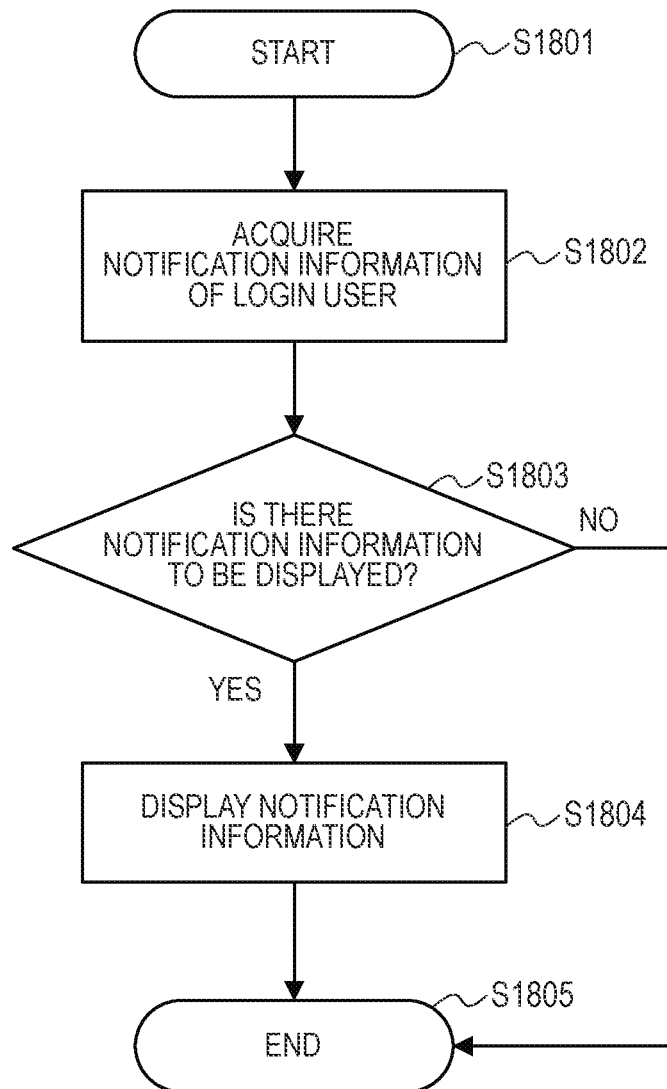 START
S1801
ACQUIRE
NOTIFICATION INFORMATION
OF LOGIN USER
S1802
S1803
IS THERE
NOTIFICATION INFORMATION
TO BE DISPLAYED?
NO
YES
DISPLAY NOTIFICATION
INFORMATION
S1804
S1805
END